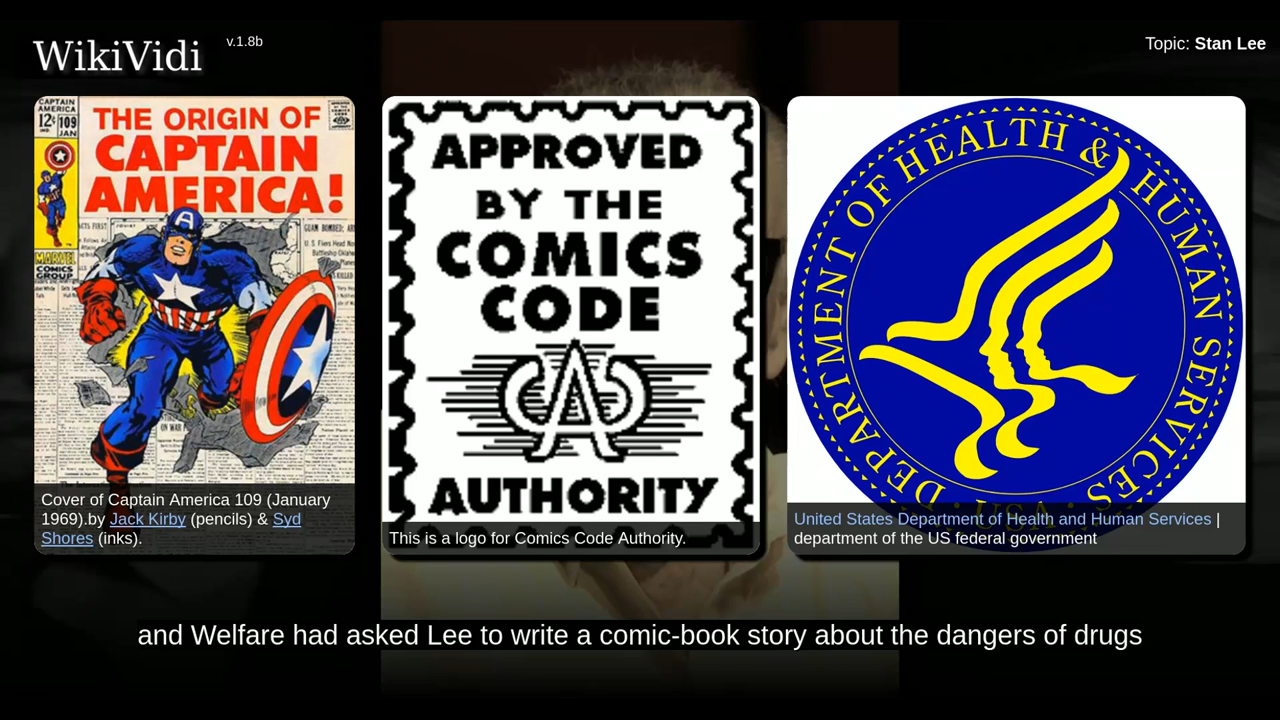 WikiVidi
v.1.8b
Topic: Stan Lee
CAPTAIN
AMERICA
12¢
IND.
109
JAN
MARVEL
COMICS
GROUP
THE ORIGIN OF
CAPTAIN
AMERICA!
Cover of Captain America 109 (January
1969).by Jack Kirby (pencils) & Syd
Shores (inks).
APPROVED
BY THE
COMICS
CODE
CA
AUTHORITY
This is a logo for Comics Code Authority.
DEPARTMENT OF HEALTH & HUMAN SERVICES · USA ·
United States Department of Health and Human Services |
department of the US federal government
and Welfare had asked Lee to write a comic-book story about the dangers of drugs